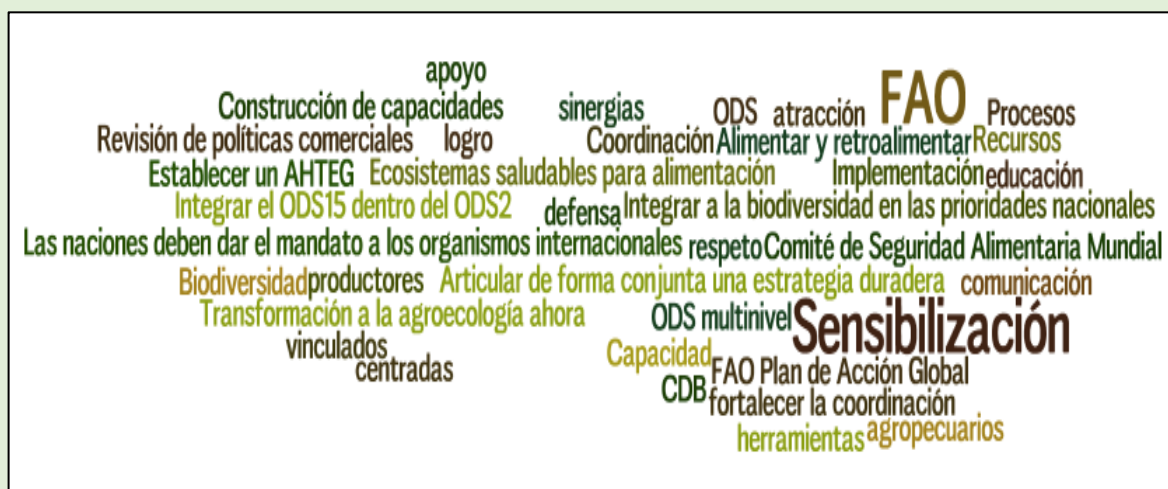 apoyo
Construcción de capacidades sinergias ODS atracción FAO Procesos
Revisión de políticas comerciales logro Coordinación Alimentar y retroalimentar Recursos
Establecer un AHTEG Ecosistemas saludables para alimentación Implementación educación
Integrar el ODS15 dentro del ODS2 defensa Integrar a la biodiversidad en las prioridades nacionales
Las naciones deben dar el mandato a los organismos internacionales respeto Comité de Seguridad Alimentaria Mundial
Biodiversidad productores Articular de forma conjunta una estrategia duradera comunicación
Transformación a la agroecología ahora ODS multinivel Sensibilización
vinculados Capacidad
centradas FAO Plan de Acción Global
CDB fortalecer la coordinación
herramientas agropecuarios